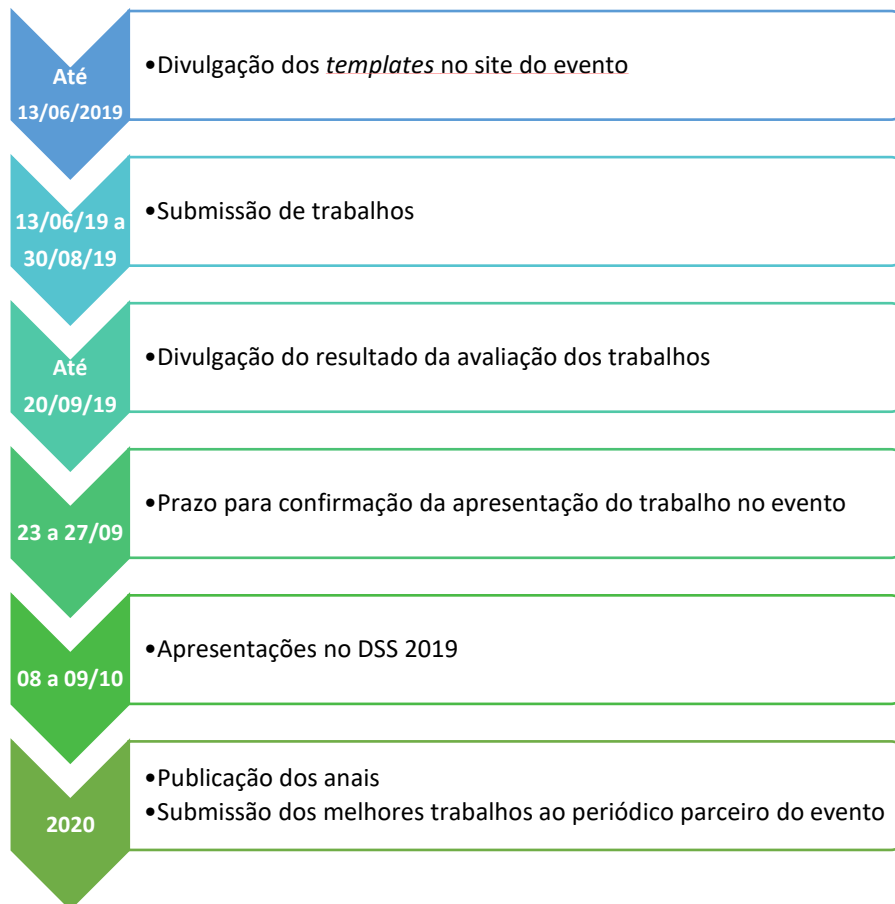 Até
13/06/2019
•Divulgação dos templates no site do evento
13/06/19 a
30/08/19
•Submissão de trabalhos
Até
20/09/19
•Divulgação do resultado da avaliação dos trabalhos
23 a 27/09
•Prazo para confirmação da apresentação do trabalho no evento
08 a 09/10
•Apresentações no DSS 2019
2020
•Publicação dos anais
•Submissão dos melhores trabalhos ao periódico parceiro do evento